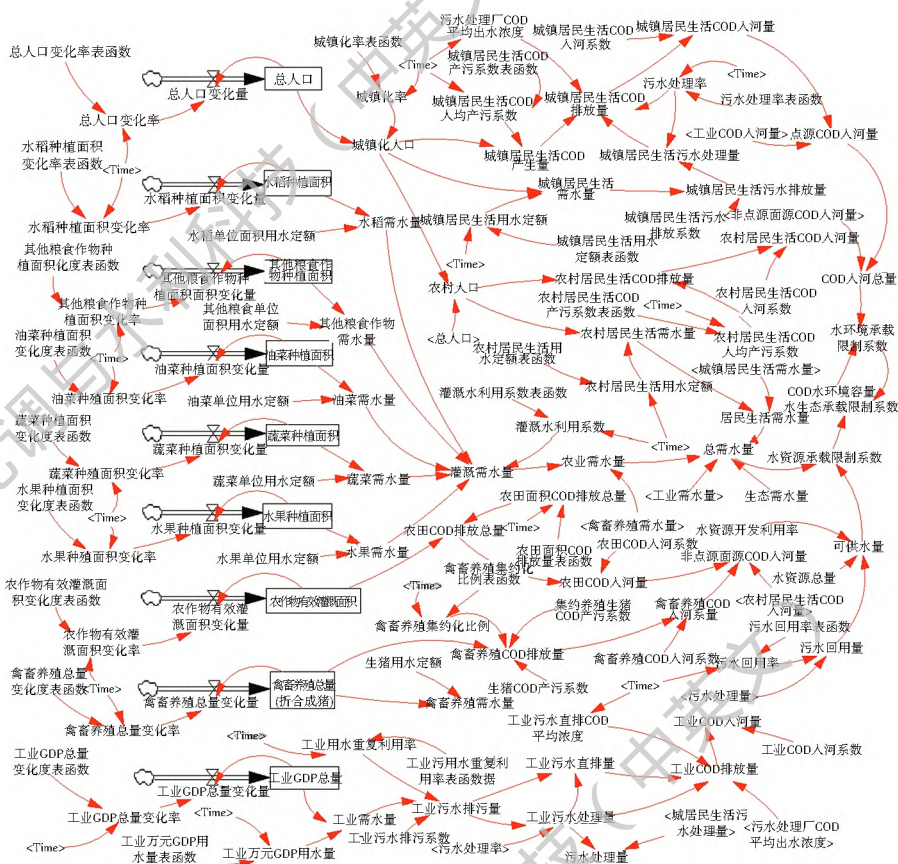 污水处理厂COD
平均出水浓度
城镇居民生活COD
人河系数
城镇居民生活COD人河量
总人口变化率表函数
城镇化率表函数
<Time>
城镇居民生活COD
产污系数表函数
总人口
总人口变化量
城镇化率
城镇居民生活COD
人均产污系数
城镇居民生活COD
排放量
污水处理率
<Time>
污水处理率表函数
总人口变化率
城镇化人口
城镇居民生活COD
产生量
<工业COD人河量>
点源COD人河量
城镇居民生活污水处理量
水稻种植面积
变化率表函数
<Time>
水稻种植面积
水稻种植面积变化量
城镇居民生活
需水量
城镇居民生活污水排放量
水稻种植面积变化率
水稻单位面积用水定额
水稻需水量
城镇居民生活用水定额
城镇居民生活污水
排放系数
<非点源面源COD人河量>
其他粮食作物种
植面积化度表函数
城镇居民生活用水
定额表函数
农村居民生活COD人河量
<Time>
其他粮食作
物种植面积
其他粮食作物种
植面积面积变化量
农村人口
农村居民生活COD排放量
农村居民生活COD
人河系数
COD人河总量
其他粮食作物种
植面积变化率
其他粮食单位
面积用水定额
其他粮食作物
需水量
农村居民生活COD
产污系数表函数
<Time>
油菜种植面积
变化度表函数
<Time>
<总人口>
农村居民生活需水量
农村居民生活COD
人均产污系数
水环境承载
限制系数
油菜种植面积
油菜种植面积变化量
农村居民生活用
水定额表函数
<城镇居民生活需水量>
油菜种殖面积变化率
油菜单位用水定额
油菜需水量
灌溉水利用系数表函数
农村居民生活用水定额
COD水环境容量
水生态承载限制系数
居民生活需水量
蔬菜种植面积
变化度表函数
蔬菜种植面积
蔬菜种植面积变化量
灌溉水利用系数
<Time>
总需水量
水资源承载限制系数
蔬菜种殖面积变化率
蔬菜单位用水定额
蔬菜需水量
灌溉需水量
农业需水量
<工业需水量>
生态需水量
水果种植面积
变化度表函数
<Time>
农田面积COD排放总量
水果种植面积
水果种植面积变化量
农田COD排放总量
<Time>
<禽畜养殖需水量>
水资源开发利用率
水果种殖面积变化率
水果单位用水定额
水果需水量
农田面积COD
排放量表函数
农田COD人河系数
非点源面源COD人河量
可供水量
禽畜养殖集约化
比例表函数
农田COD人河量
水资源总量
农作物有效灌溉面
积变化度表函数
<Time>
农作物有效灌溉面积
农作物有效灌
溉面积变化量
集约养殖生猪
COD产污系数
禽畜养殖COD
人河系量
<农村居民生活COD
人河量>
污水回用率表函数
农作物有效灌
溉面积变化率
禽畜养殖集约化比例
污水回用量
禽畜养殖COD排放量
禽畜养殖COD人河系数
污水回用率
生猪用水定额
禽畜养殖总量
变化度表函数
<Time>
禽畜养殖总量
(折合成猪)
禽畜养殖总量变化量
生猪COD产污系数
<Time>
<污水处理量>
禽畜养殖需水量
工业污水直排COD
平均浓度
工业COD人河量
禽畜养殖总量变化率
<Time>
工业用水重复利用率
工业COD人河系数
工业GDP总量
变化度表函数
工业污用水重复利
用率表函数据
工业污水直排量
工业COD排放量
工业GDP总量
工业GDP总量变化量
工业污水排污量
<Time>
工业GDP总量变化率
工业需水量
工业污水处理量
<城居民生活污
水处理量>
<污水处理厂COD
平均出水浓度>
工业污水排污系数
<Time>
工业万元GDP用
水量表函数
工业万元GDP用水量
<污水处理率>
污水处理量